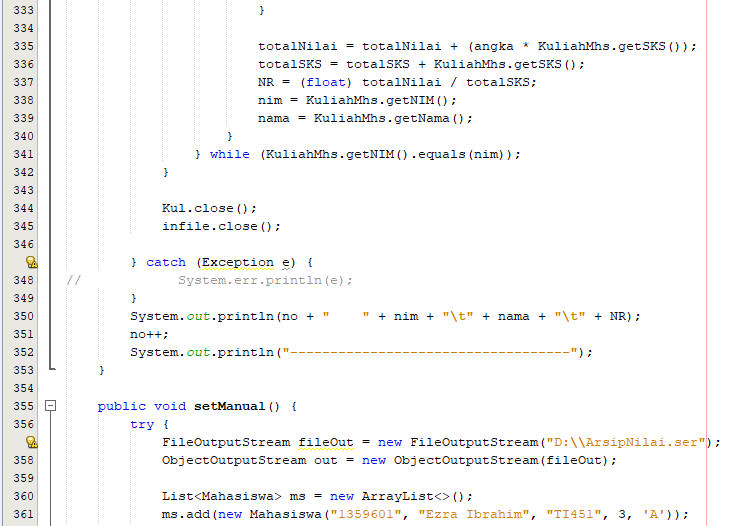 333                         }
334
335                         totalNilai = totalNilai + (angka * KuliahMhs.getSKS());
336                         totalSKS = totalSKS + KuliahMhs.getSKS();
337                         NR = (float) totalNilai / totalSKS;
338                         nim = KuliahMhs.getNIM();
339                         nama = KuliahMhs.getNama();
340                     }
341                 } while (KuliahMhs.getNIM().equals(nim));
342             }
343
344             Kul.close();
345             infile.close();
346
        } catch (Exception e) {
348 //            System.err.println(e);
349         }
350         System.out.println(no + "    " + nim + "\t" + nama + "\t" + NR);
351         no++;
352         System.out.println("-----------------------------------");
353     }
354
355     public void setManual() {
356         try {
            FileOutputStream fileOut = new FileOutputStream("D:\\ArsipNilai.ser");
358             ObjectOutputStream out = new ObjectOutputStream(fileOut);
359
360             List<Mahasiswa> ms = new ArrayList<>();
361             ms.add(new Mahasiswa("1359601", "Ezra Ibrahim", "TI451", 3, 'A'));